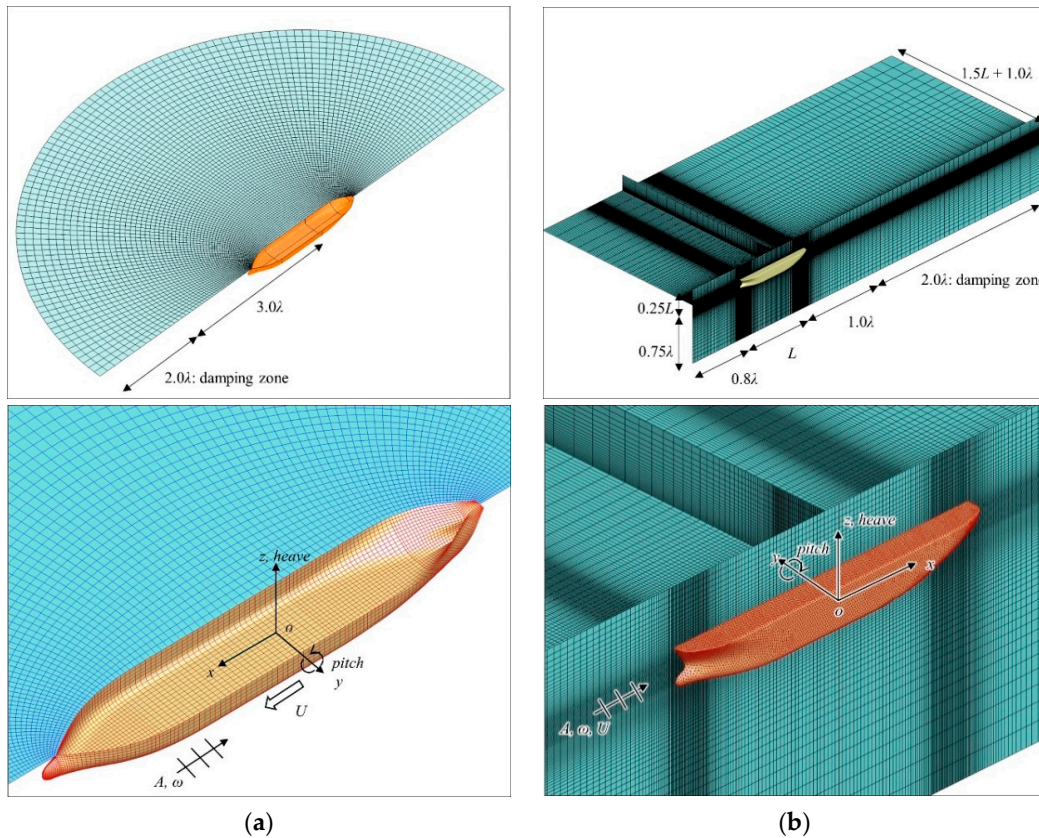 3.0λ
2.0λ: damping zone
1.5L + 1.0λ
2.0λ: damping zone
0.25L
1.0λ
0.75λ
L
0.8λ
z, heave
o
x
pitch
y
U
A, ω
z, heave
y
pitch
x
o
A, ω, U
(a)
(b)